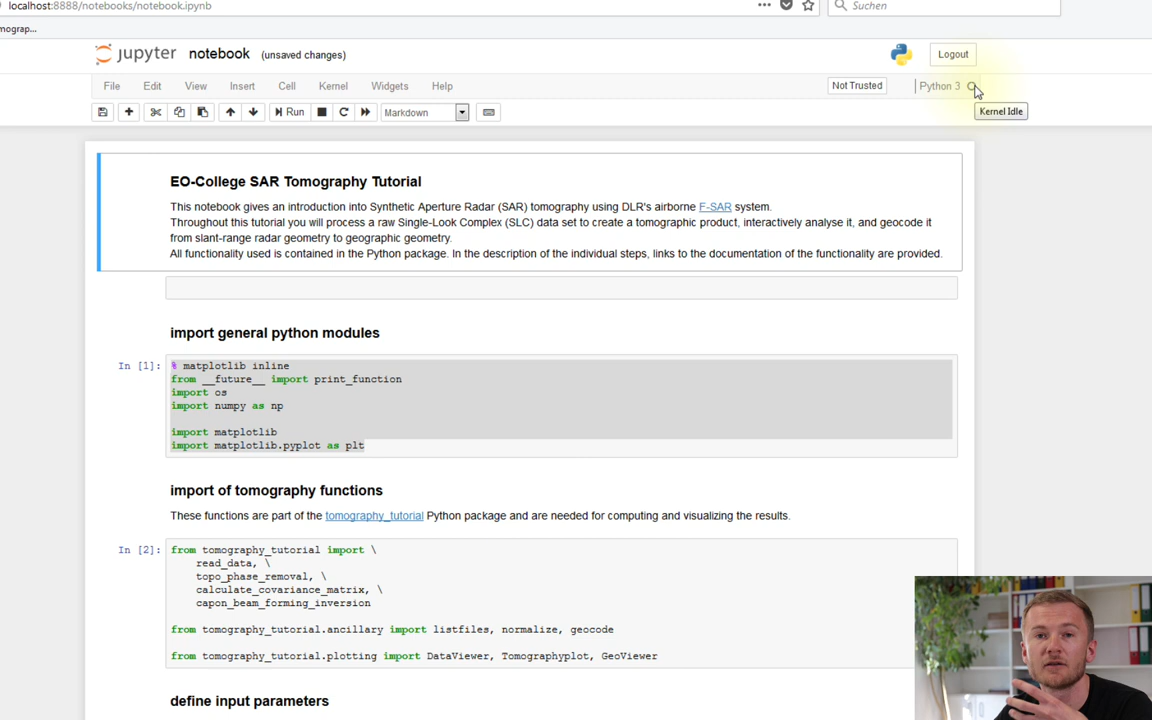 localhost:8888/notebooks/notebook.ipynb
Suchen
mograp...
jupyter notebook (unsaved changes)
Logout
File Edit View Insert Cell Kernel Widgets Help
Not Trusted
Python 3
Run
Markdown
Kernel Idle
EO-College SAR Tomography Tutorial
This notebook gives an introduction into Synthetic Aperture Radar (SAR) tomography using DLR's airborne F-SAR system.
Throughout this tutorial you will process a raw Single-Look Complex (SLC) data set to create a tomographic product, interactively analyse it, and geocode it
from slant-range radar geometry to geographic geometry.
All functionality used is contained in the Python package. In the description of the individual steps, links to the documentation of the functionality are provided.
import general python modules
In [1]:
% matplotlib inline
from __future__ import print_function
import os
import numpy as np
import matplotlib
import matplotlib.pyplot as plt
import of tomography functions
These functions are part of the tomography_tutorial Python package and are needed for computing and visualizing the results.
In [2]:
from tomography_tutorial import \
read_data, \
topo_phase_removal, \
calculate_covariance_matrix, \
capon_beam_forming_inversion
from tomography_tutorial.ancillary import listfiles, normalize, geocode
from tomography_tutorial.plotting import DataViewer, Tomographyplot, GeoViewer
define input parameters